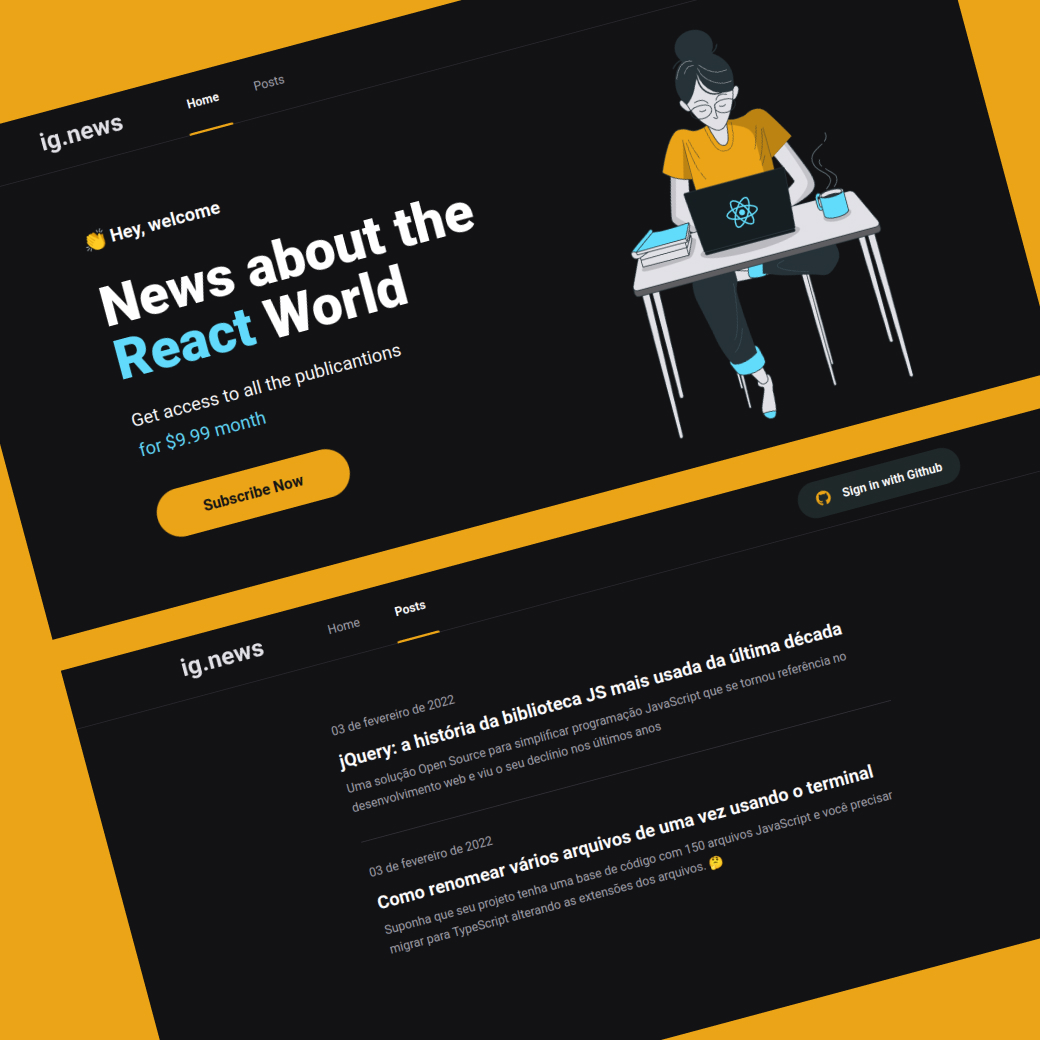 ig.news
Home
Posts
👏 Hey, welcome
News about the
React World
Get access to all the publicantions
for $9.99 month
Subscribe Now
ig.news
Home
Posts
Sign in with Github
03 de fevereiro de 2022
jQuery: a história da biblioteca JS mais usada da última década
Uma solução Open Source para simplificar programação JavaScript que se tornou referência no
desenvolvimento web e viu o seu declínio nos últimos anos
03 de fevereiro de 2022
Como renomear vários arquivos de uma vez usando o terminal
Suponha que seu projeto tenha uma base de código com 150 arquivos JavaScript e você precisar
migrar para TypeScript alterando as extensões dos arquivos. 🤔